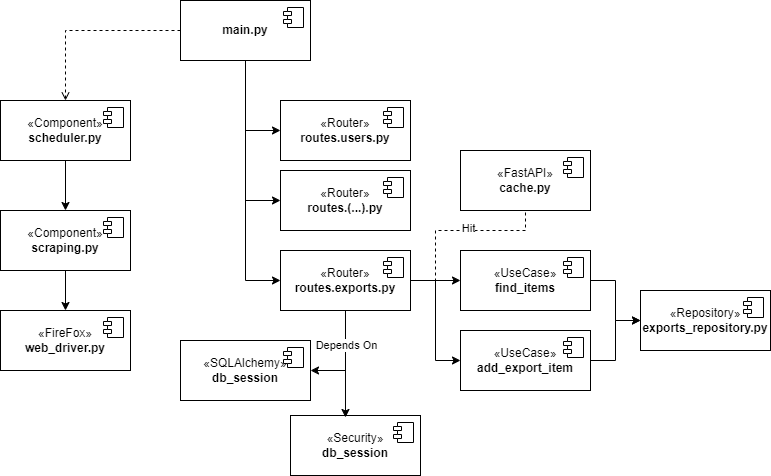 main.py
«Component»
scheduler.py
«Router»
routes.users.py
«FastAPI»
cache.py
«Router»
routes.(...).py
«Component»
scraping.py
Hit
«Router»
routes.exports.py
«UseCase»
find_items
«Repository»
exports_repository.py
«FireFox»
web_driver.py
Depends On
«UseCase»
add_export_item
«SQLAlchemy»
db_session
«Security»
db_session